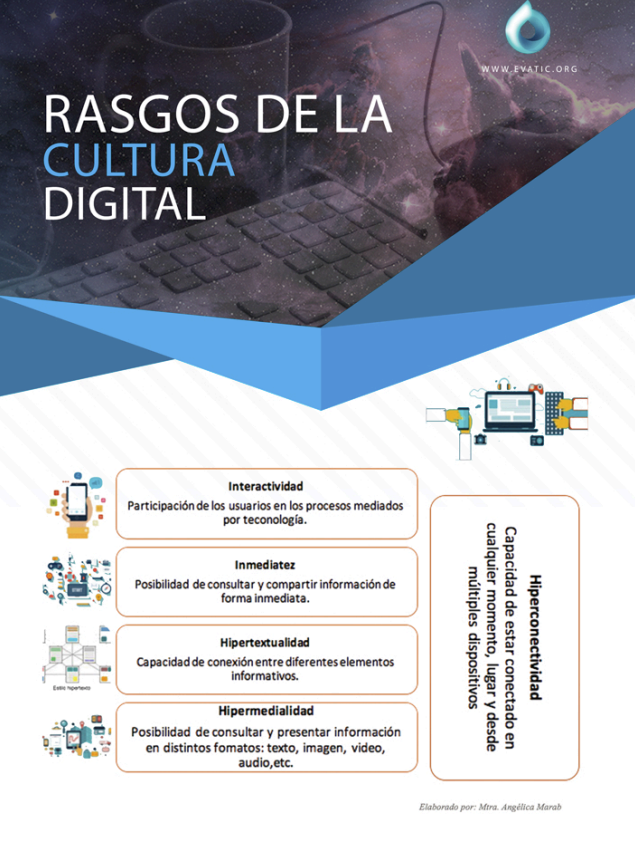 WWW.EVATIC.ORG
RASGOS DE LA
CULTURA
DIGITAL
Interactividad
Participación de los usuarios en los procesos mediados
por teconología.
Inmediatez
Posibilidad de consultar y compartir información de
forma inmediata.
Hipertextualidad
Capacidad de conexión entre diferentes elementos
informativos.
Estilo hipertexto
Hipermedialidad
Posibilidad de consultar y presentar información
en distintos fomatos: texto, imagen, video,
audio,etc.
Hiperconectividad
Capacidad de estar conectado en
cualquier momento, lugar y desde
múltiples dispositivos
Elaborado por: Mtra. Angélica Marab